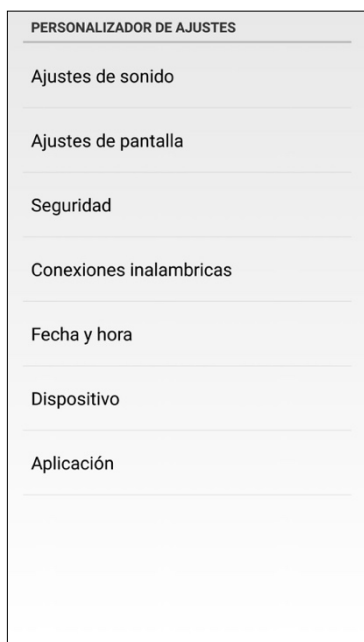 PERSONALIZADOR DE AJUSTES
Ajustes de sonido
Ajustes de pantalla
Seguridad
Conexiones inalambricas
Fecha y hora
Dispositivo
Aplicación